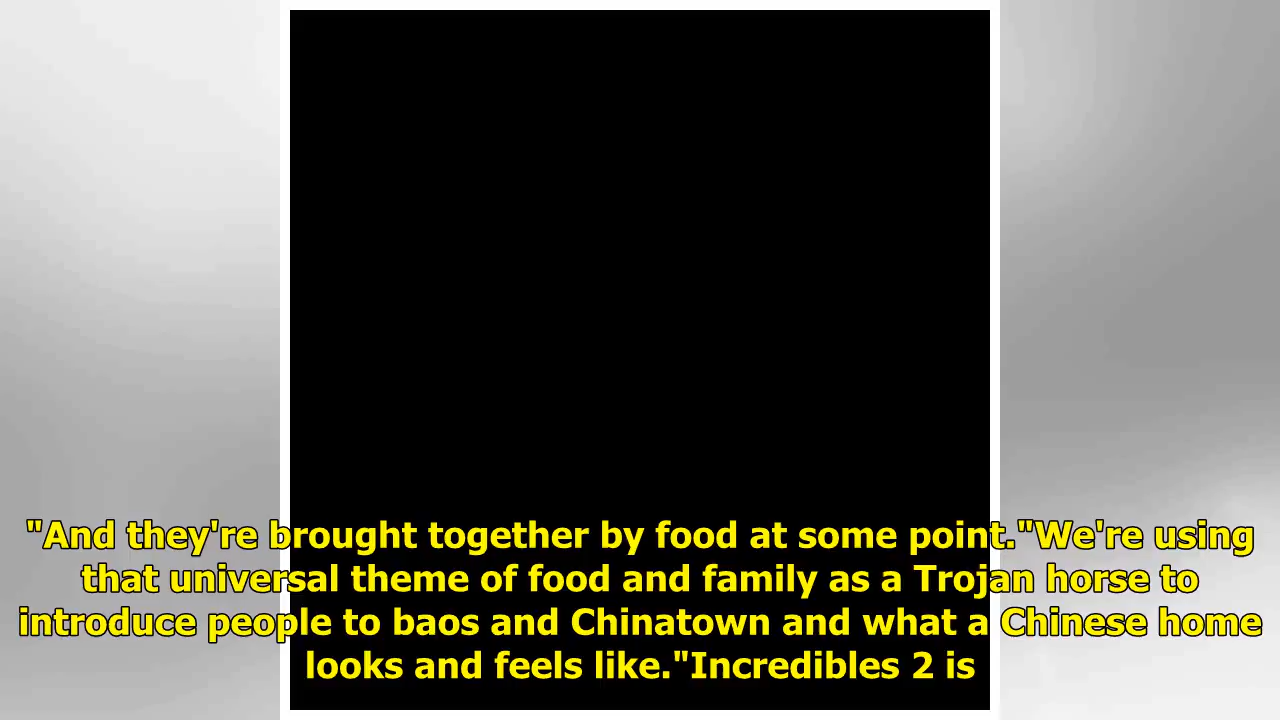 "And they're brought together by food at some point."We're using
that universal theme of food and family as a Trojan horse to
introduce people to baos and Chinatown and what a Chinese home
looks and feels like."Incredibles 2 is